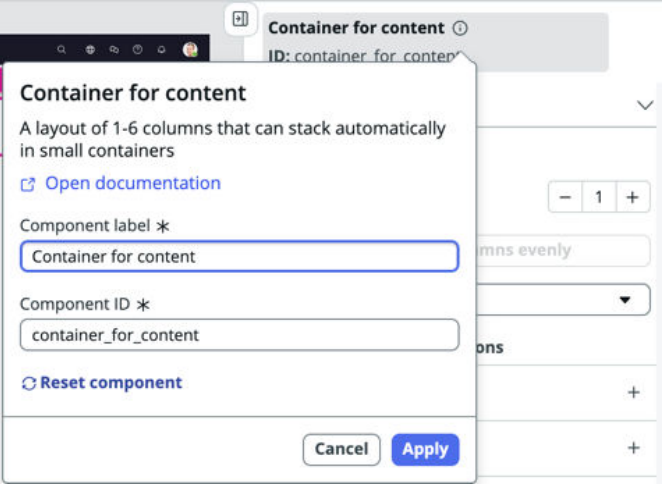 Container for content
ID: container_for_content
Container for content
A layout of 1-6 columns that can stack automatically
in small containers
Open documentation
Component label *
Container for content
Component ID *
container_for_content
Reset component
Cancel
Apply
− 1 +
mns evenly
ons
+
+